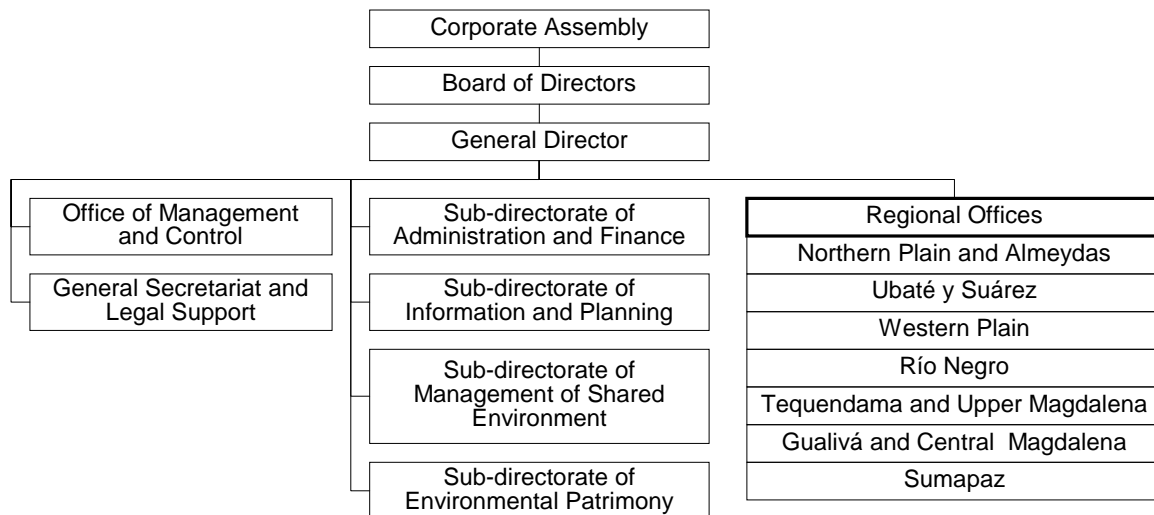 Corporate Assembly
Board of Directors
General Director
Office of Management
and Control
General Secretariat and
Legal Support
Sub-directorate of
Administration and Finance
Sub-directorate of
Information and Planning
Sub-directorate of
Management of Shared
Environment
Sub-directorate of
Environmental Patrimony
Regional Offices
Northern Plain and Almeydas
Ubaté y Suárez
Western Plain
Río Negro
Tequendama and Upper Magdalena
Gualivá and Central Magdalena
Sumapaz